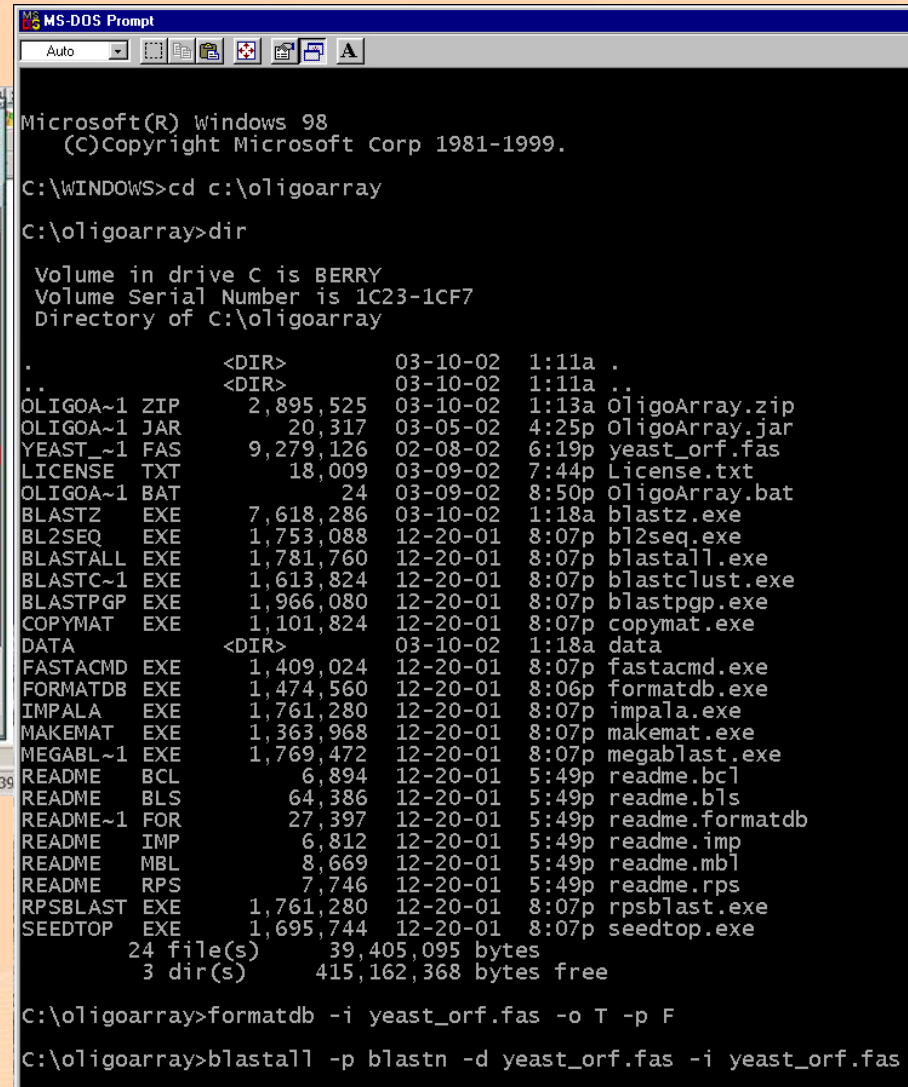 MS-DOS Prompt
Auto
A
Microsoft(R) Windows 98
   (C)Copyright Microsoft Corp 1981-1999.
C:\WINDOWS>cd c:\oligoarray
C:\oligoarray>dir
 Volume in drive C is BERRY
 Volume Serial Number is 1C23-1CF7
 Directory of C:\oligoarray
.              <DIR>        03-10-02  1:11a .
..             <DIR>        03-10-02  1:11a ..
OLIGOA~1 ZIP     2,895,525  03-10-02  1:13a OligoArray.zip
OLIGOA~1 JAR        20,317  03-05-02  4:25p OligoArray.jar
YEAST_~1 FAS     9,279,126  02-08-02  6:19p yeast_orf.fas
LICENSE  TXT        18,009  03-09-02  7:44p License.txt
OLIGOA~1 BAT            24  03-09-02  8:50p OligoArray.bat
BLASTZ   EXE     7,618,286  03-10-02  1:18a blastz.exe
BL2SEQ   EXE     1,753,088  12-20-01  8:07p bl2seq.exe
BLASTALL EXE     1,781,760  12-20-01  8:07p blastall.exe
BLASTC~1 EXE     1,613,824  12-20-01  8:07p blastclust.exe
BLASTPGP EXE     1,966,080  12-20-01  8:07p blastpgp.exe
COPYMAT  EXE     1,101,824  12-20-01  8:07p copymat.exe
DATA           <DIR>        03-10-02  1:18a data
FASTACMD EXE     1,409,024  12-20-01  8:07p fastacmd.exe
FORMATDB EXE     1,474,560  12-20-01  8:06p formatdb.exe
IMPALA   EXE     1,761,280  12-20-01  8:07p impala.exe
MAKEMAT  EXE     1,363,968  12-20-01  8:07p makemat.exe
MEGABL~1 EXE     1,769,472  12-20-01  8:07p megablast.exe
README   BCL         6,894  12-20-01  5:49p readme.bcl
README   BLS        64,386  12-20-01  5:49p readme.bls
README~1 FOR        27,397  12-20-01  5:49p readme.formatdb
README   IMP         6,812  12-20-01  5:49p readme.imp
README   MBL         8,669  12-20-01  5:49p readme.mbl
README   RPS         7,746  12-20-01  5:49p readme.rps
RPSBLAST EXE     1,761,280  12-20-01  8:07p rpsblast.exe
SEEDTOP  EXE     1,695,744  12-20-01  8:07p seedtop.exe
        24 file(s)     39,405,095 bytes
         3 dir(s)     415,162,368 bytes free
C:\oligoarray>formatdb -i yeast_orf.fas -o T -p F
C:\oligoarray>blastall -p blastn -d yeast_orf.fas -i yeast_orf.fas